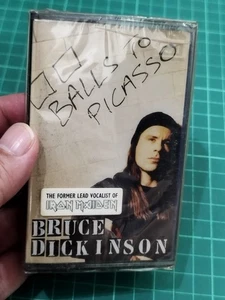 BALLS TO
PICASSO
THE FORMER LEAD VOCALIST OF
IRON MAIDEN
BRUCE
DICKINSON